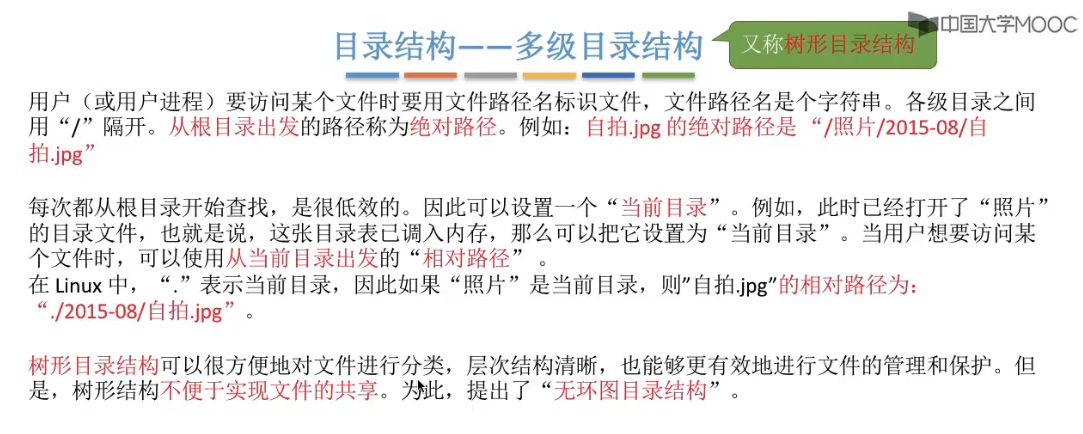 中国大学MOOC
目录结构——多级目录结构
又称树形目录结构
用户（或用户进程）要访问某个文件时要用文件路径名标识文件，文件路径名是个字符串。各级目录之间
用“/”隔开。从根目录出发的路径称为绝对路径。例如：自拍.jpg 的绝对路径是 “/照片/2015-08/自
拍.jpg”
每次都从根目录开始查找，是很低效的。因此可以设置一个“当前目录”。例如，此时已经打开了“照片”
的目录文件，也就是说，这张目录表已调入内存，那么可以把它设置为“当前目录”。当用户想要访问某
个文件时，可以使用从当前目录出发的“相对路径” 。
在 Linux 中，“.”表示当前目录，因此如果“照片”是当前目录，则”自拍.jpg”的相对路径为：
“./2015-08/自拍.jpg” 。
树形目录结构可以很方便地对文件进行分类，层次结构清晰，也能够更有效地进行文件的管理和保护。但
是，树形结构不便于实现文件的共享。为此，提出了“无环图目录结构”。